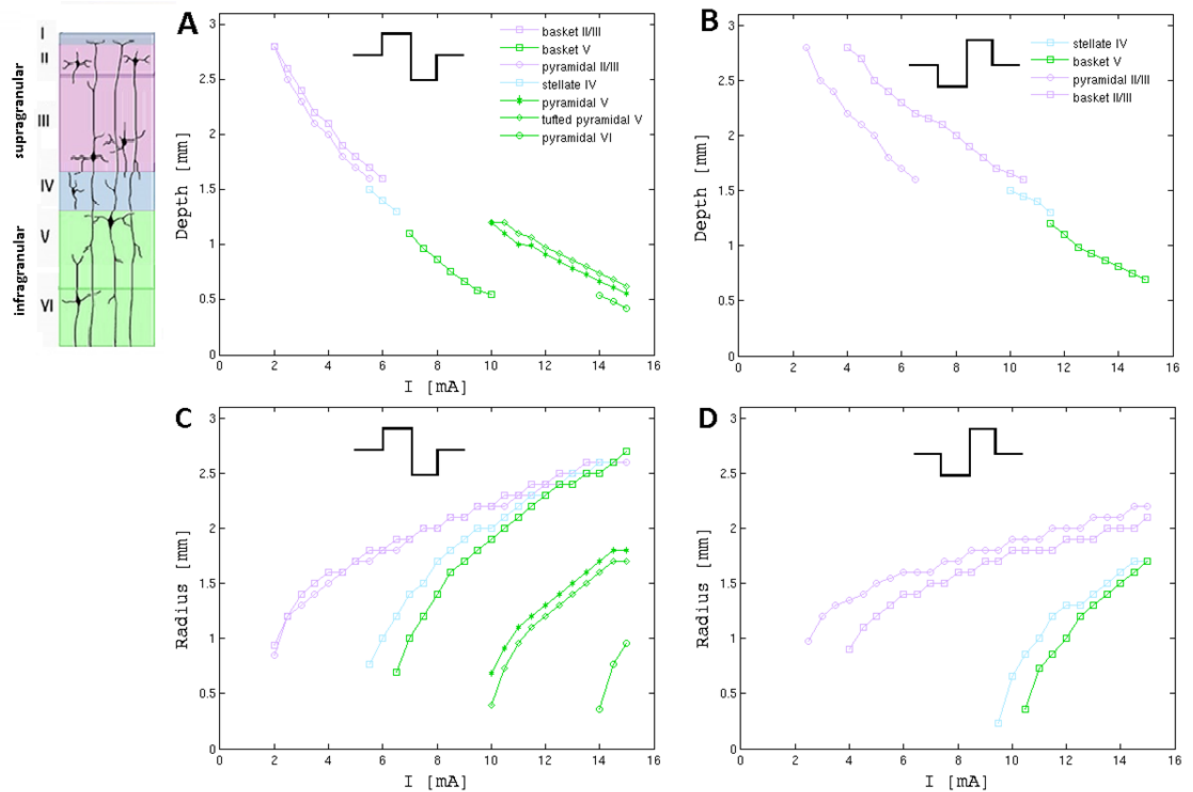 supragranular
infragranular
I
II
III
IV
V
VI
A
3
2.5
2
1.5
1
0.5
0
Depth [mm]
basket II/III
basket V
pyramidal II/III
stellate IV
pyramidal V
tufted pyramidal V
pyramidal VI
0 2 4 6 8 10 12 14 16
I [mA]
B
3
2.5
2
1.5
1
0.5
0
Depth [mm]
stellate IV
basket V
pyramidal II/III
basket II/III
0 2 4 6 8 10 12 14 16
C
3
2.5
2
1.5
1
0.5
0
Radius [mm]
0 2 4 6 8 10 12 14 16
I [mA]
D
3
2.5
2
1.5
1
0.5
0
Radius [mm]
0 2 4 6 8 10 12 14 16
I [mA]